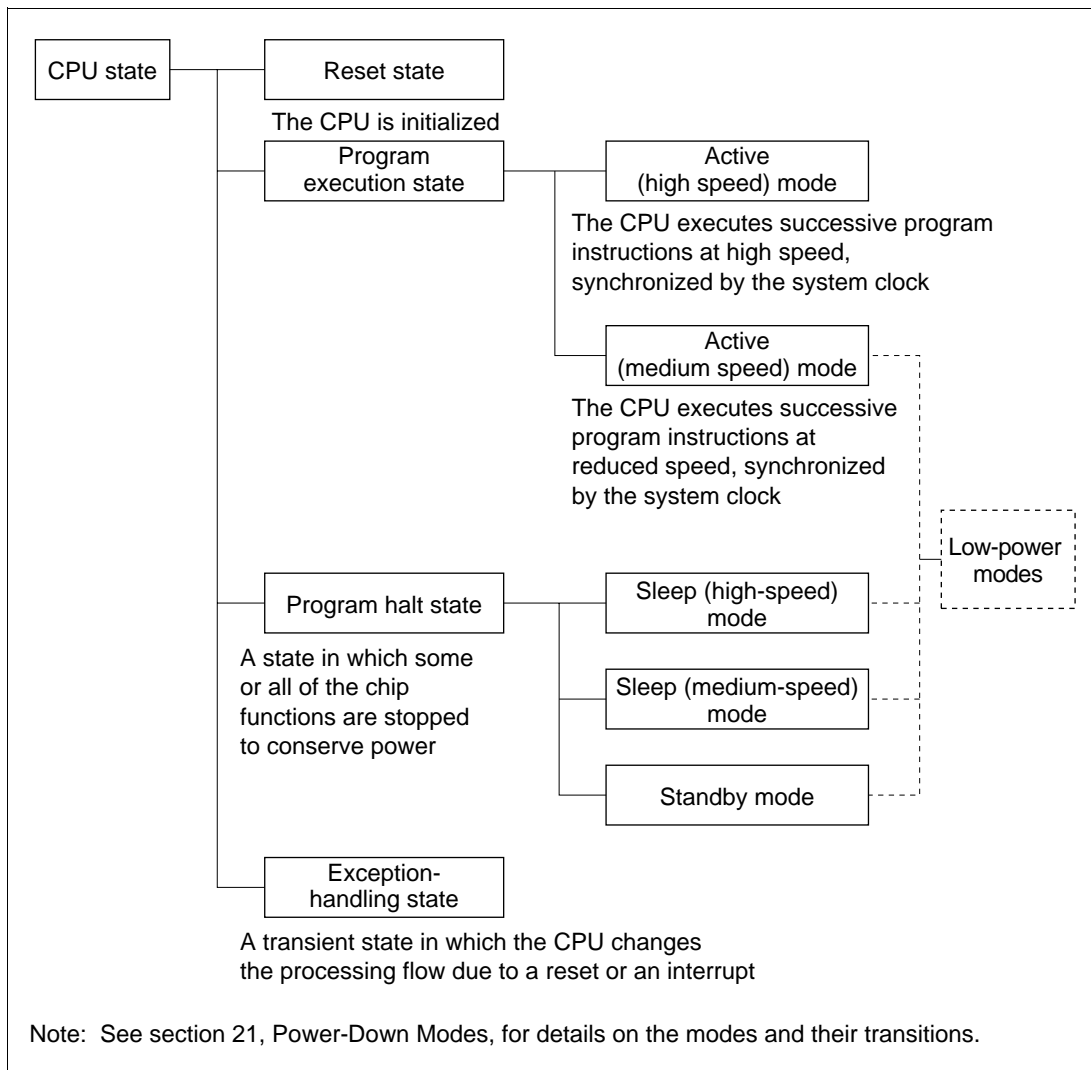 CPU state
Reset state
The CPU is initialized
Program
execution state
Active
(high speed) mode
The CPU executes successive program
instructions at high speed,
synchronized by the system clock
Active
(medium speed) mode
The CPU executes successive
program instructions at
reduced speed, synchronized
by the system clock
Low-power
modes
Program halt state
A state in which some
or all of the chip
functions are stopped
to conserve power
Sleep (high-speed)
mode
Sleep (medium-speed)
mode
Standby mode
Exception-
handling state
A transient state in which the CPU changes
the processing flow due to a reset or an interrupt
Note: See section 21, Power-Down Modes, for details on the modes and their transitions.